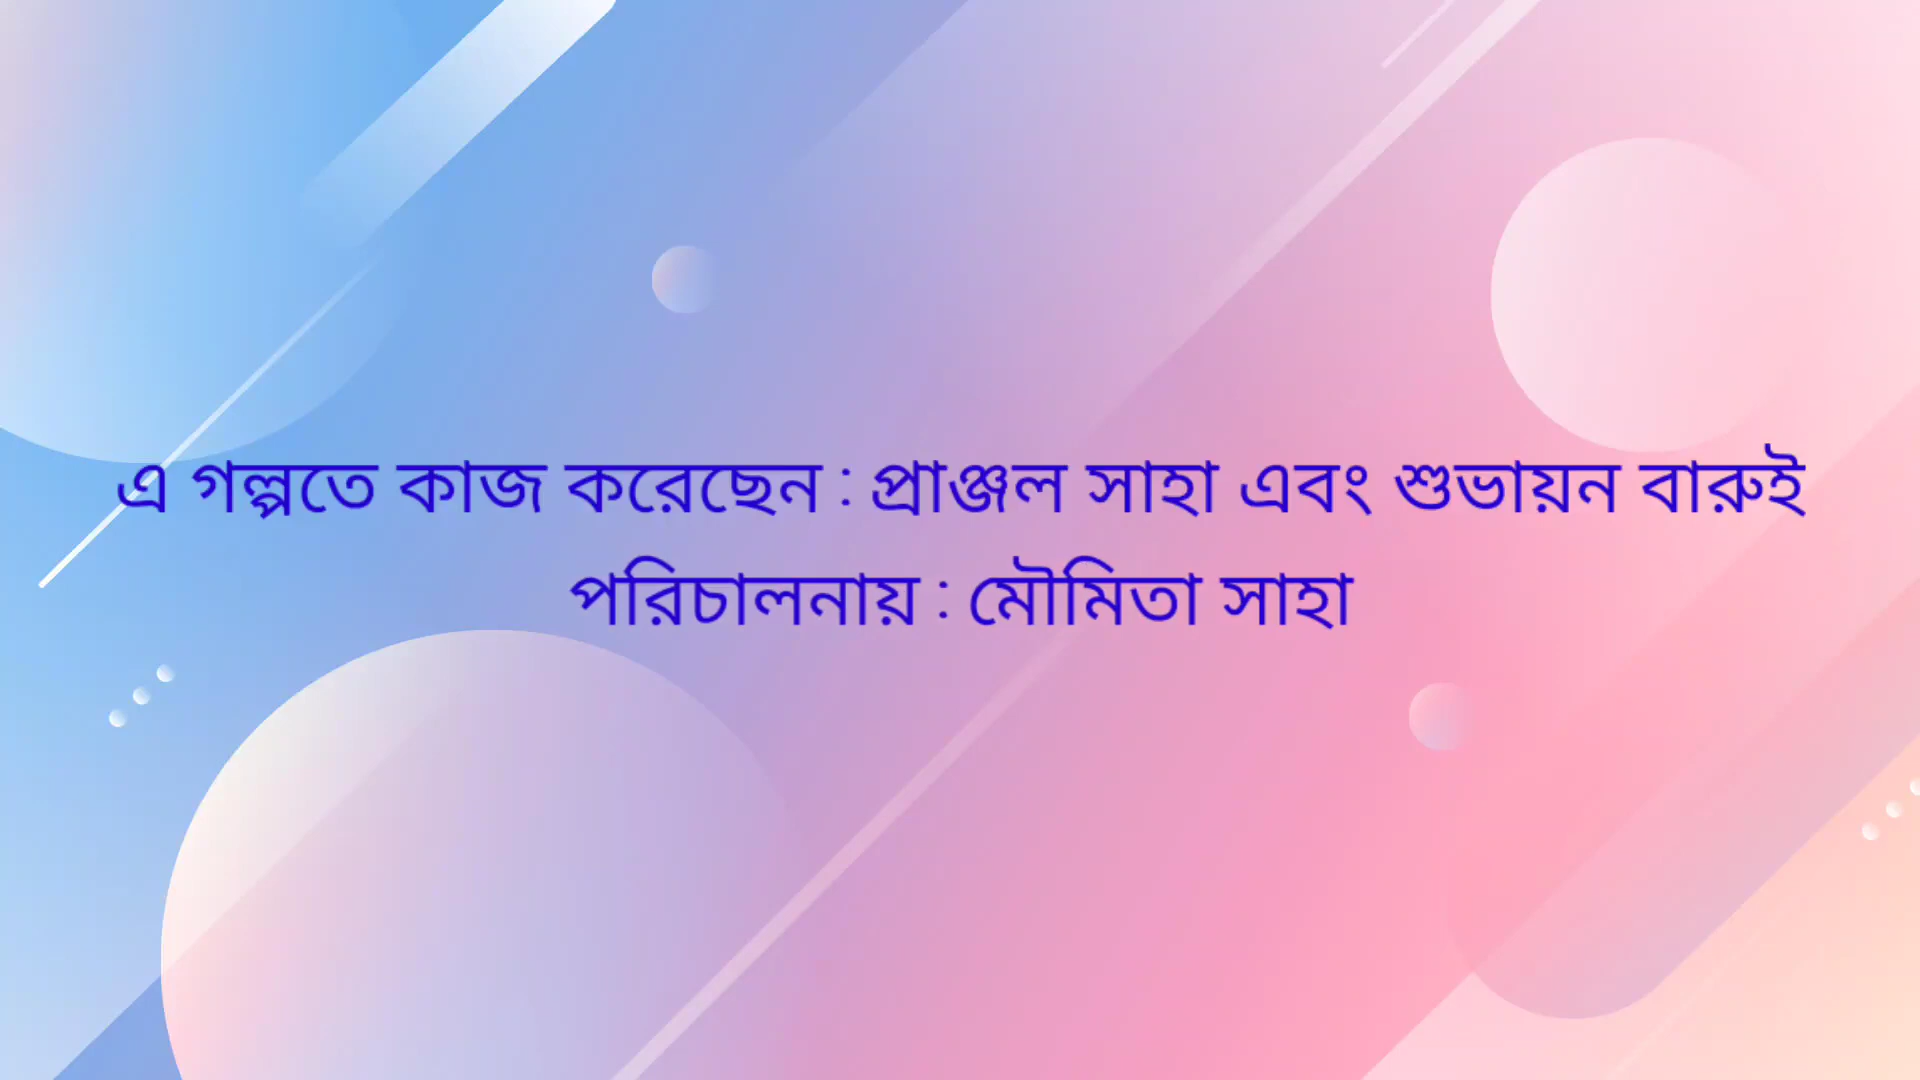 এ গল্পতে কাজ করেছেন : প্রাঞ্জল সাহা এবং শুভায়ন বারুই
পরিচালনায় : মৌমিতা সাহা